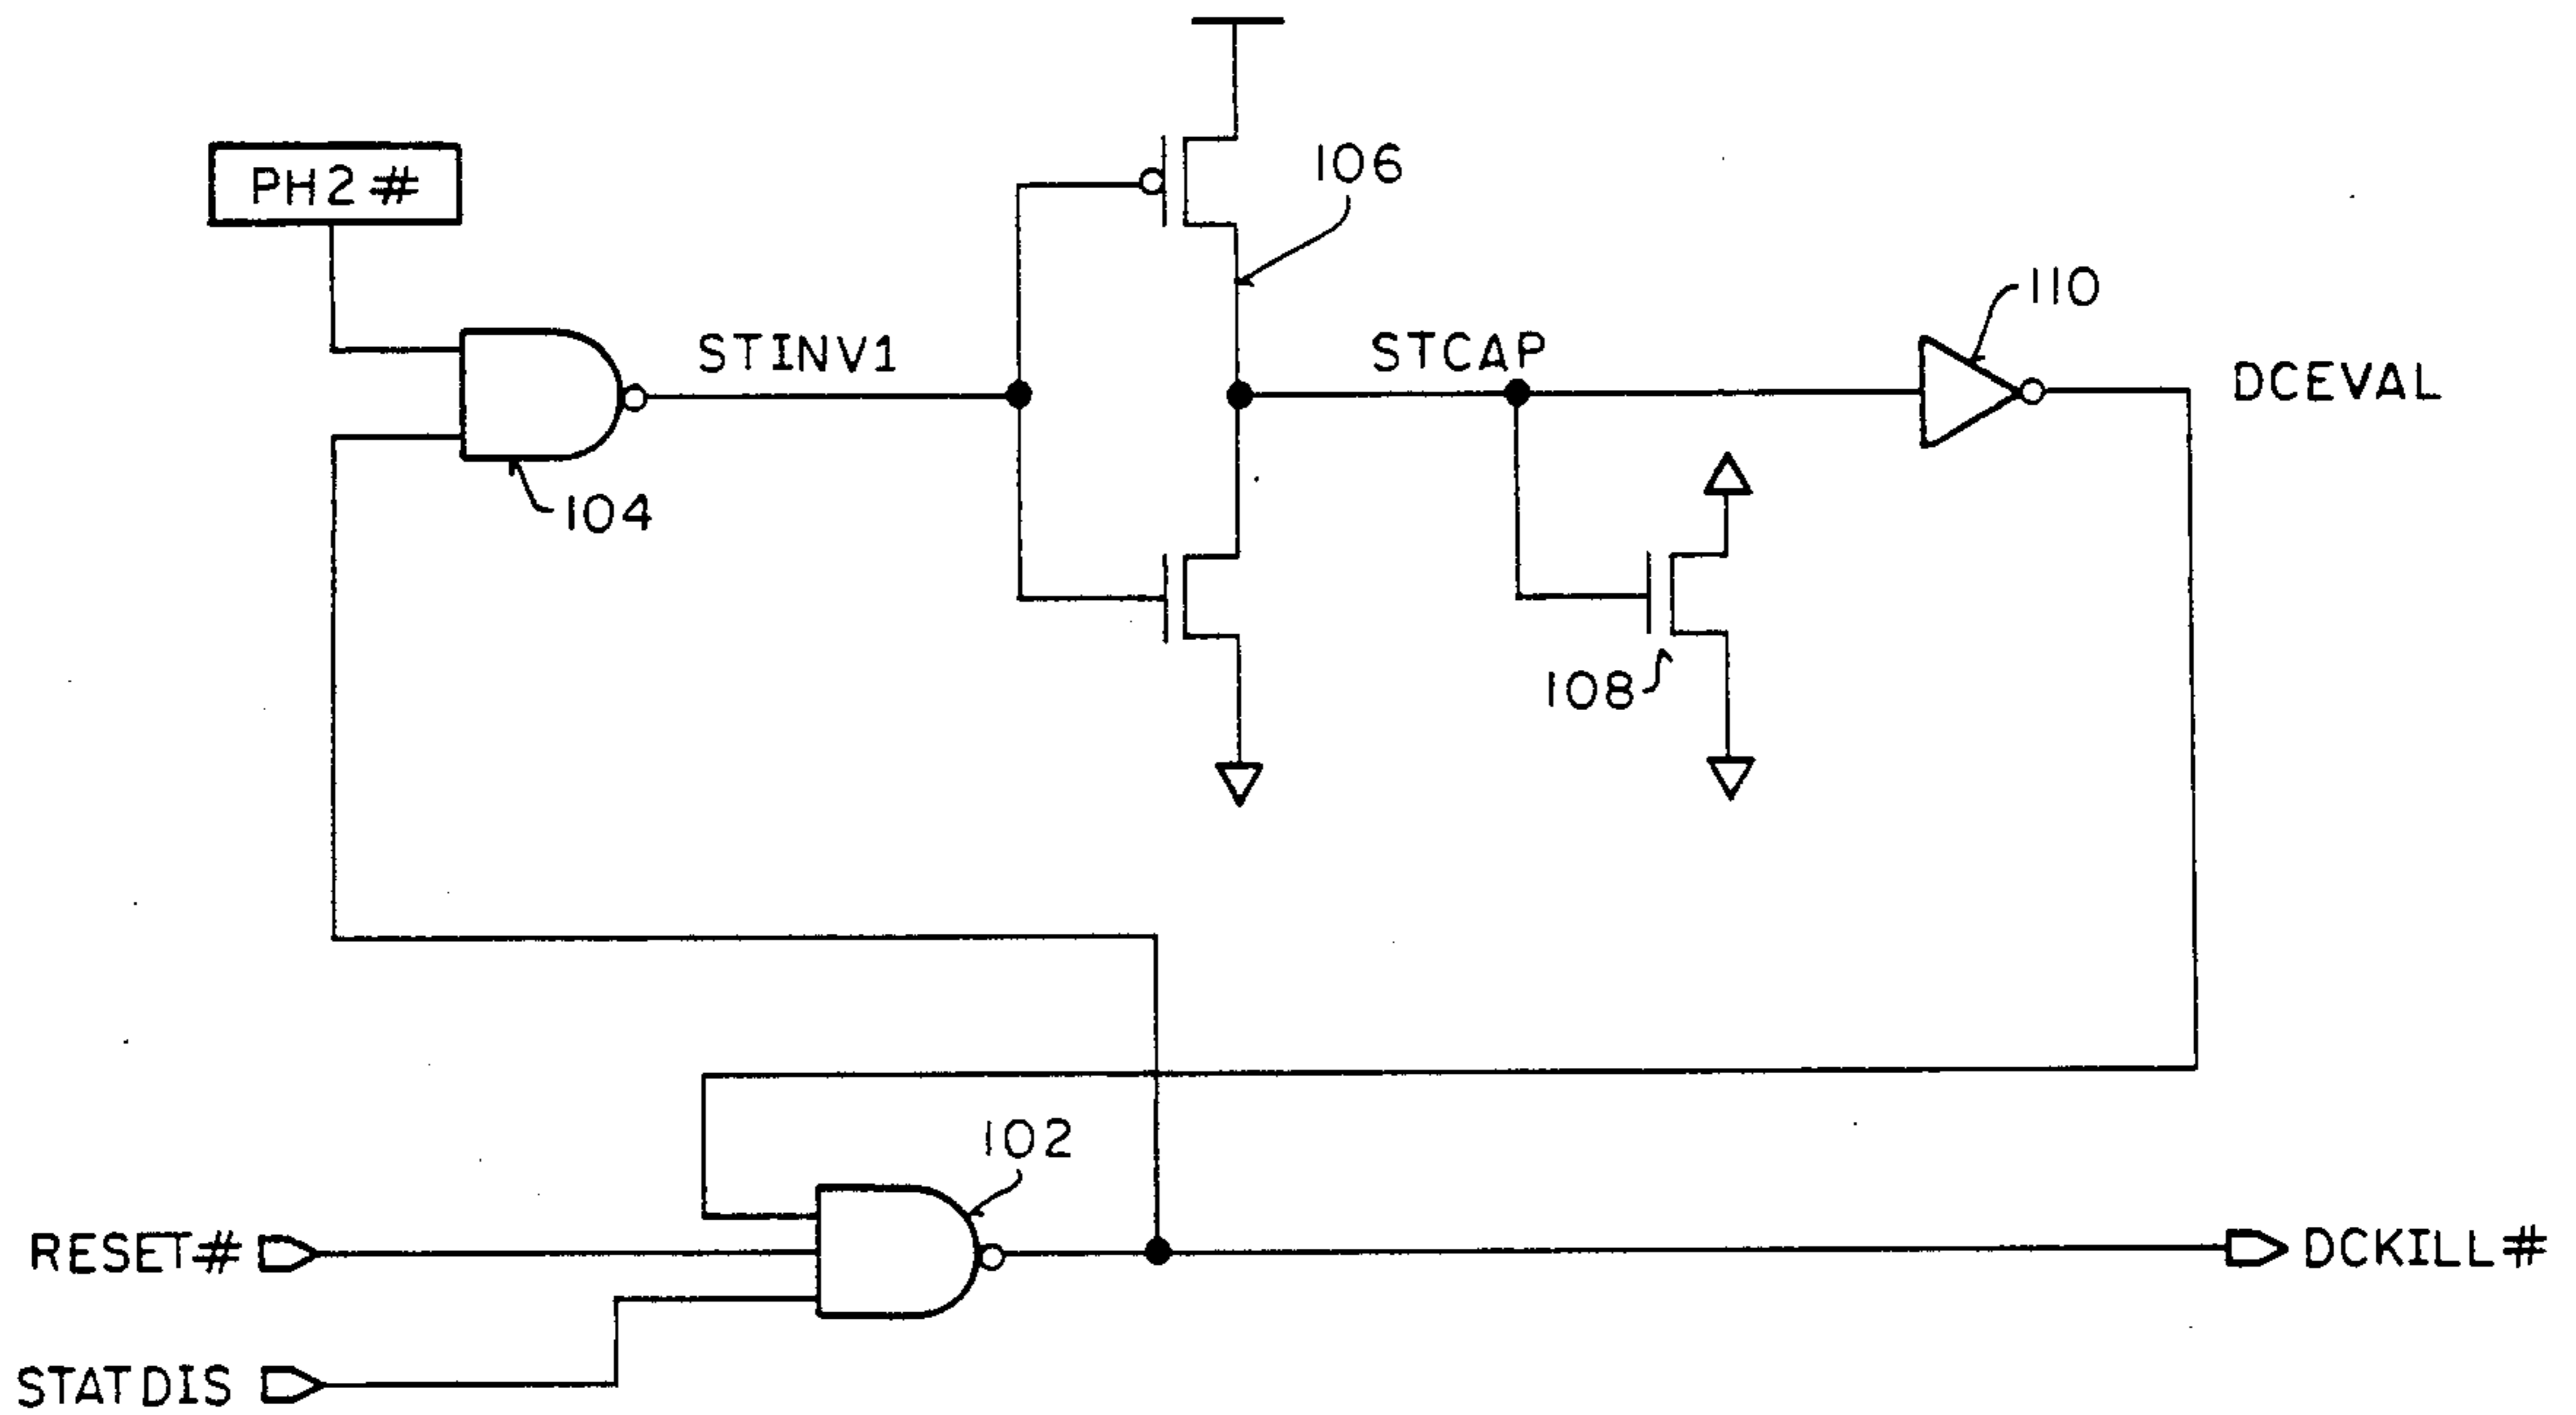 106
PH2#
110
STINV1
STCAP
DCEVAL
104
108
102
RESET#
DCKILL#
STATDIS